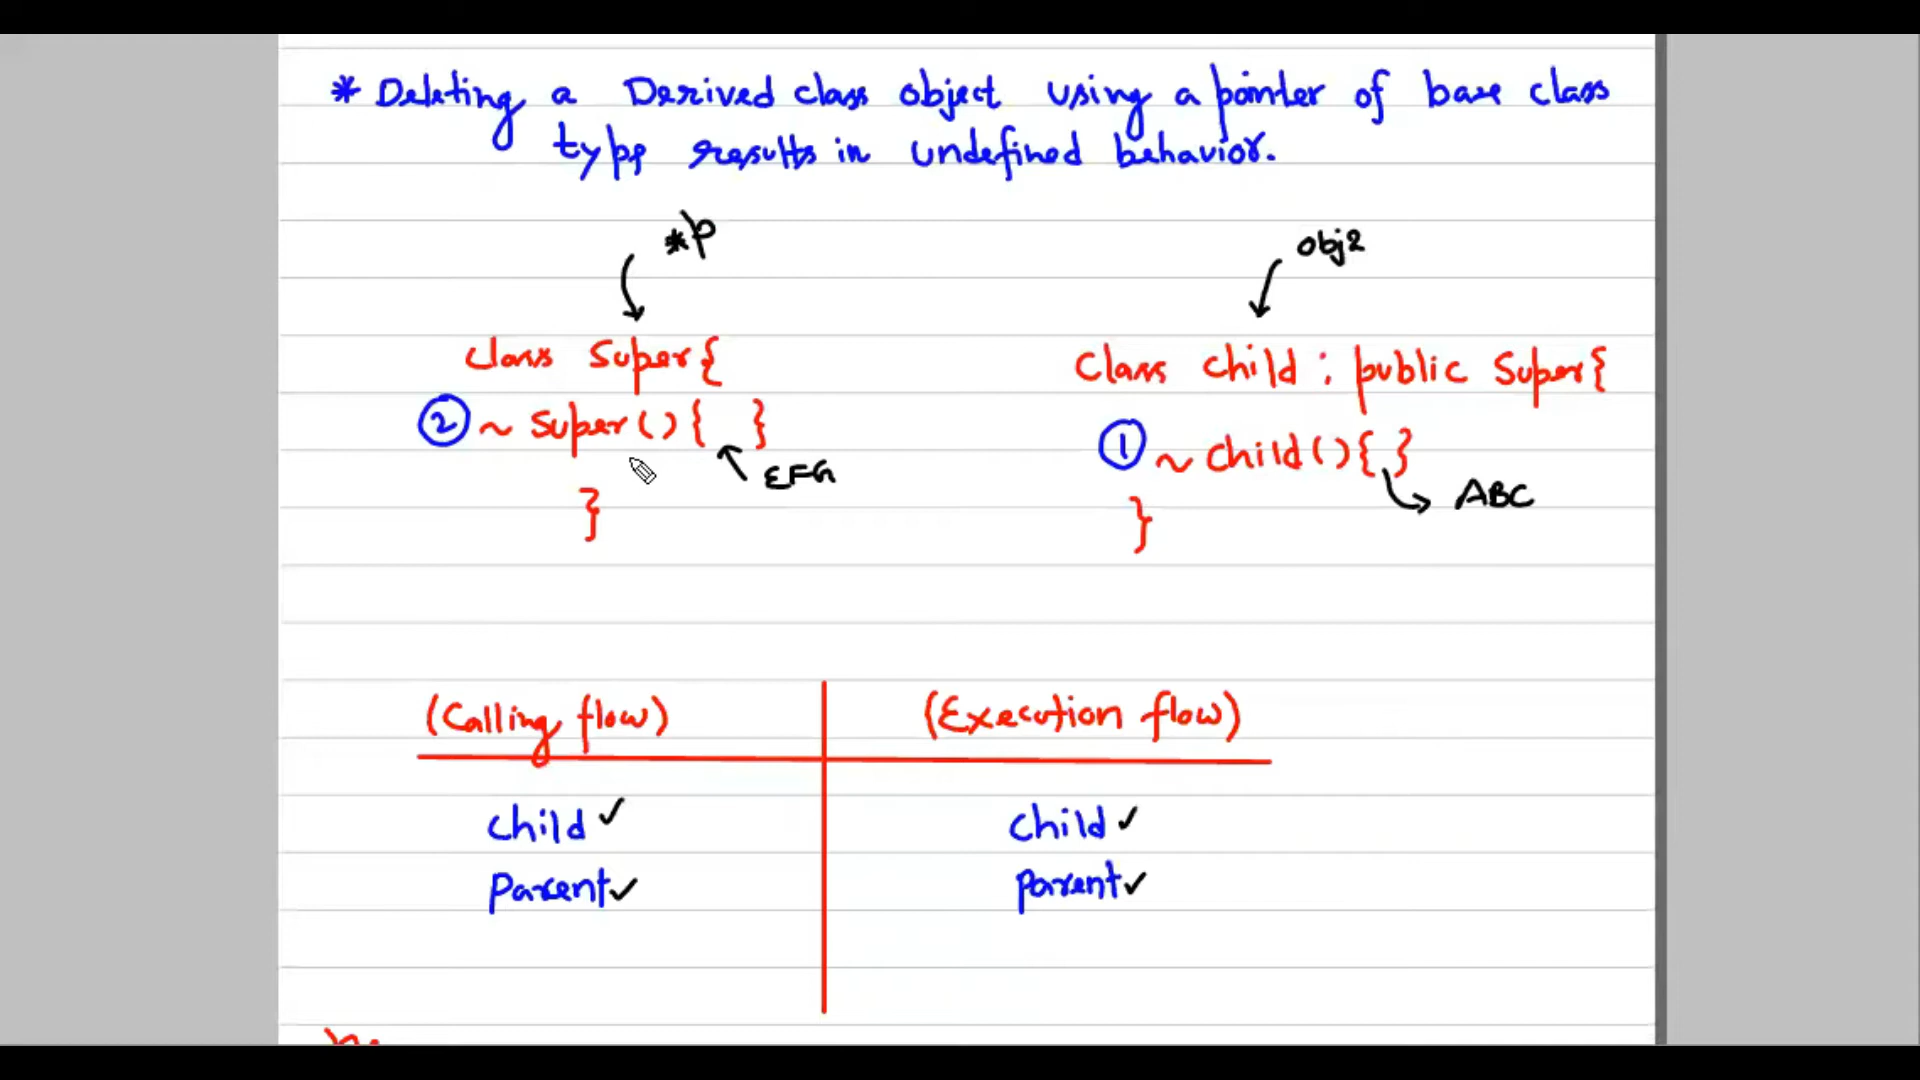 * Deleting a Derived class object using a pointer of base class
type results in undefined behavior.
*p
obj2
class Super{
Class Child : public Super{
② ~ Super(){ }
① ~ Child(){ }
EFG
ABC
}
}
(Calling flow)
(Execution flow)
Child ✓
Child ✓
Parent ✓
Parent ✓